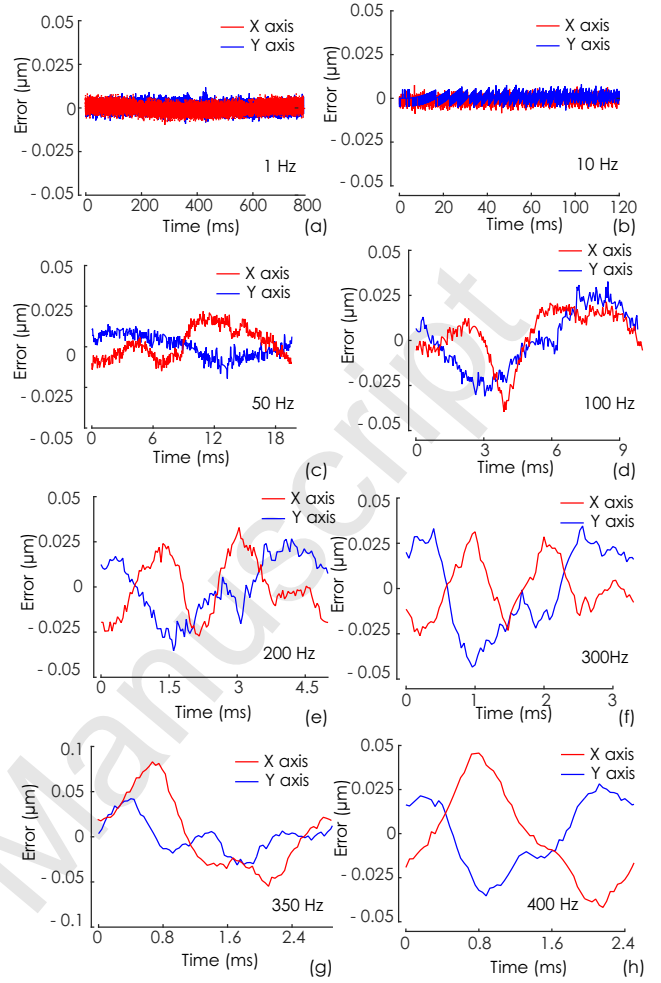 0.05
X axis
Y axis
0.025
0
- 0.025
- 0.05
Error (µm)
1 Hz
0 200 400 600 800
Time (ms)
(a)
0.05
X axis
Y axis
0.025
0
- 0.025
- 0.05
Error (µm)
10 Hz
0 20 40 60 80 100 120
Time (ms)
(b)
0.05
X axis
Y axis
0.025
0
- 0.025
- 0.05
Error (µm)
50 Hz
0 6 12 18
Time (ms)
(c)
0.05
X axis
Y axis
0.025
0
- 0.025
- 0.05
Error (µm)
100 Hz
0 3 6 9
Time (ms)
(d)
0.05
X axis
Y axis
0.025
0
- 0.025
- 0.05
Error (µm)
200 Hz
0 1.5 3 4.5
Time (ms)
(e)
0.05
X axis
Y axis
0.025
0
- 0.025
- 0.05
Error (µm)
300Hz
0 1 2 3
Time (ms)
(f)
0.1
X axis
Y axis
0.05
0
0.05
- 0.1
Error (µm)
350 Hz
0 0.8 1.6 2.4
Time (ms)
(g)
0.05
X axis
Y axis
0.025
0
- 0.025
- 0.05
Error (µm)
400 Hz
0 0.8 1.6 2.4
Time (ms)
(h)
Manuscript